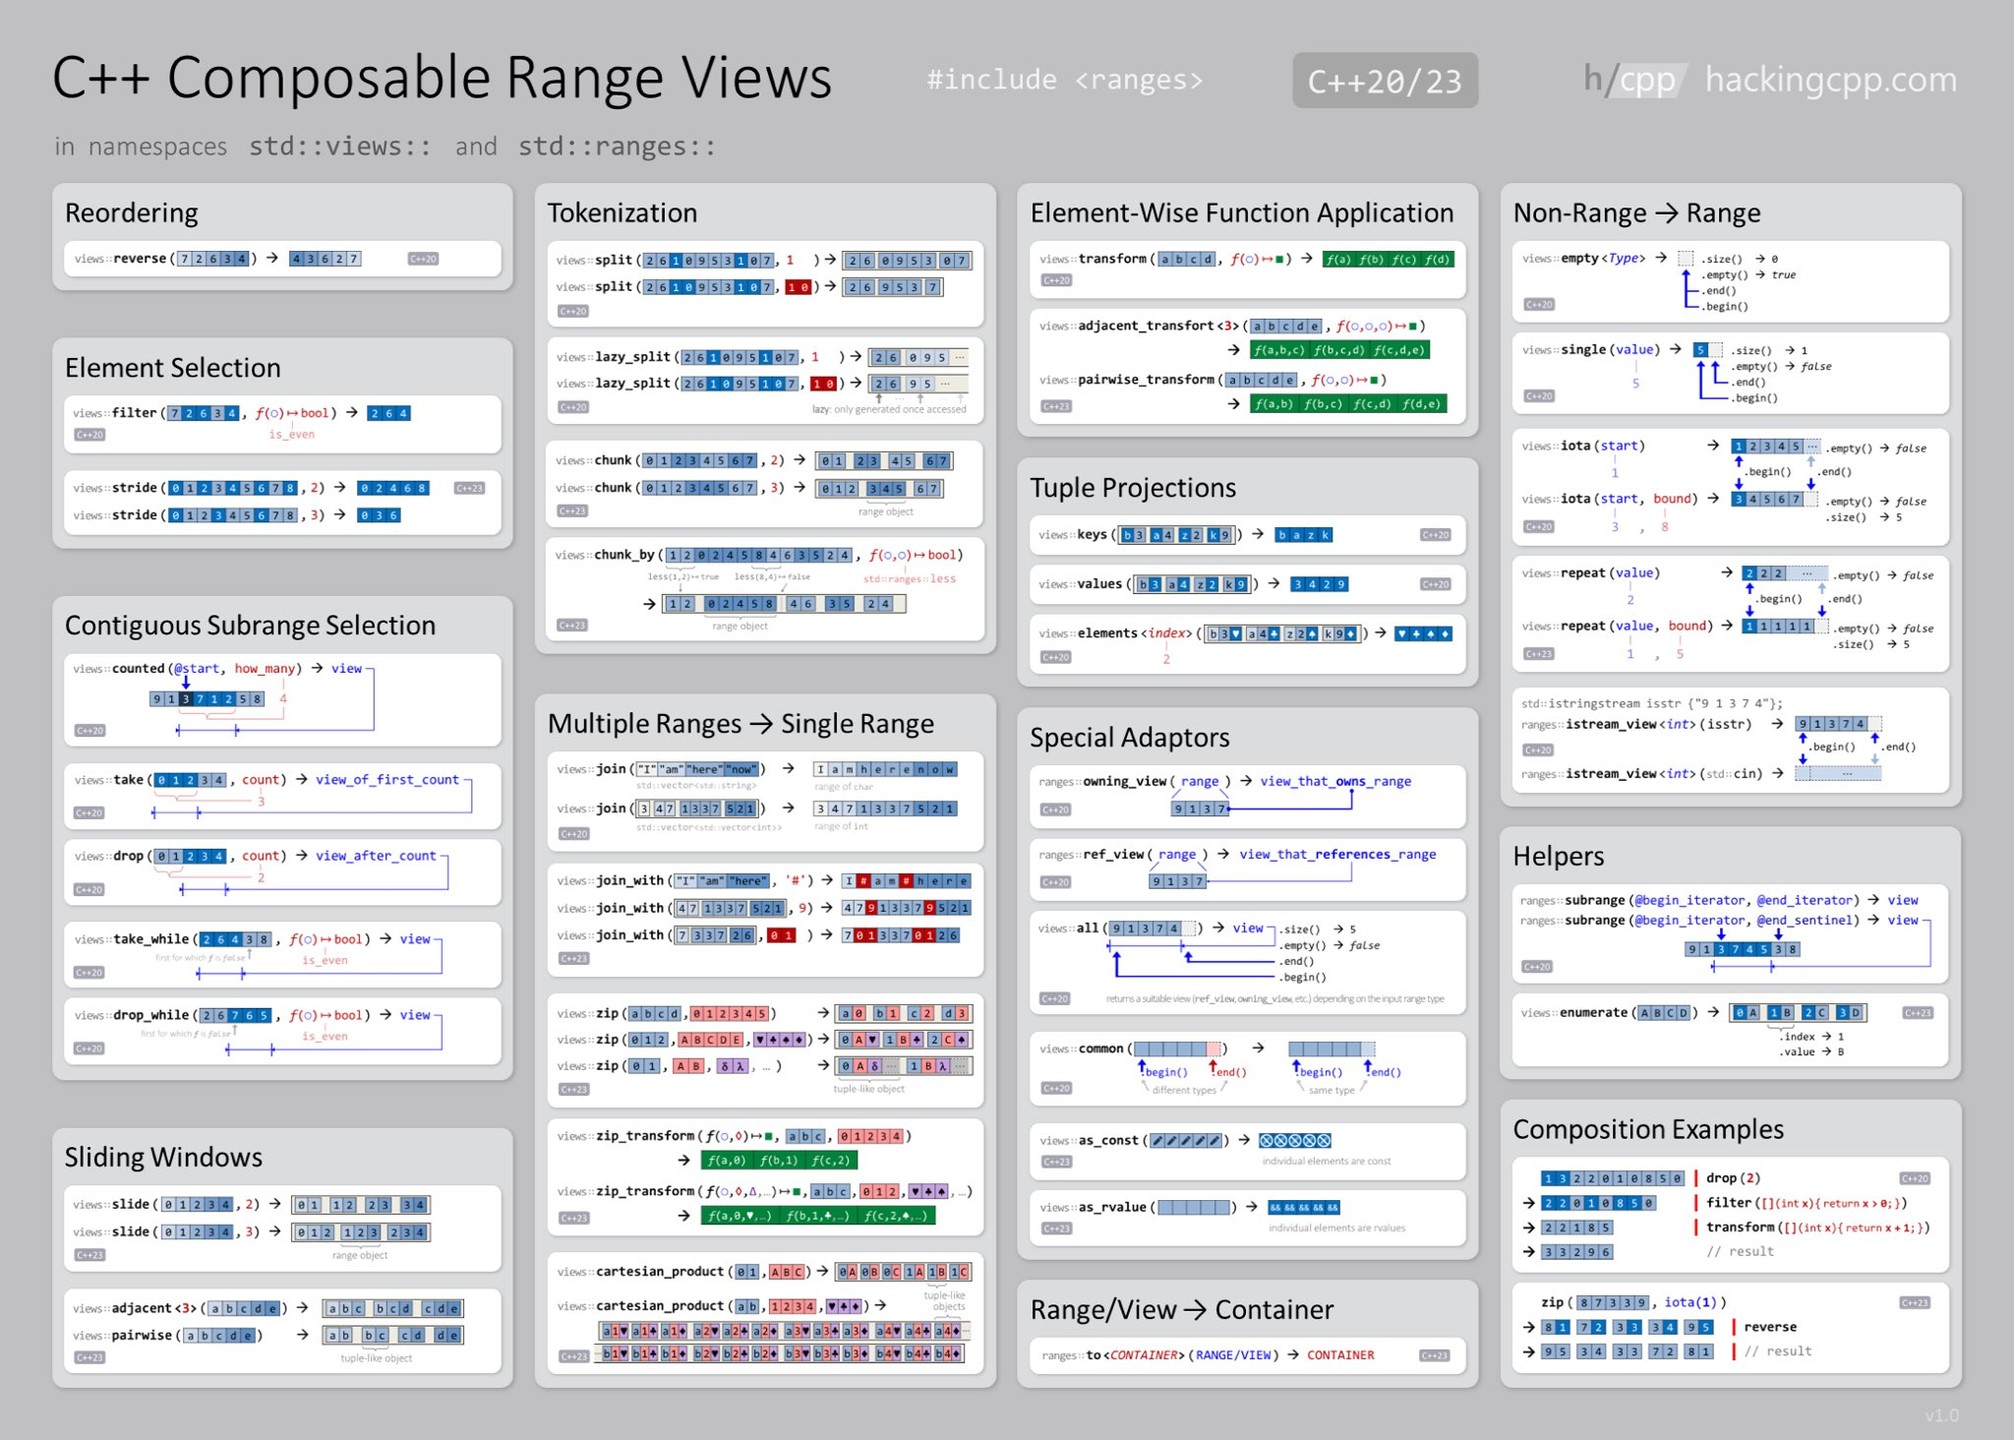 C++ Composable Range Views
#include <ranges>
C++20/23
h/cpp hackingcpp.com
in namespaces std::views:: and std::ranges::
Reordering
views::reverse(7 2 6 3 4) → 4 3 6 2 7 C++20
Element Selection
views::filter(7 2 6 3 4, f(○)↦bool) → 2 6 4
C++20
is_even
views::stride(0 1 2 3 4 5 6 7 8, 2) → 0 2 4 6 8 C++23
views::stride(0 1 2 3 4 5 6 7 8, 3) → 0 3 6
Contiguous Subrange Selection
views::counted(@start, how_many) → view
9 1 3 7 1 2 5 8 4
C++20
views::take(0 1 2 3 4, count) → view_of_first_count
3
C++20
views::drop(0 1 2 3 4, count) → view_after_count
2
C++20
views::take_while(2 6 4 3 8, f(○)↦bool) → view
first for which f is false is_even
C++20
views::drop_while(2 6 7 6 5, f(○)↦bool) → view
first for which f is false is_even
C++20
Sliding Windows
views::slide(0 1 2 3 4, 2) → 0 1 1 2 2 3 3 4
views::slide(0 1 2 3 4, 3) → 0 1 2 1 2 3 2 3 4
C++23 range object
views::adjacent<3>(a b c d e) → a b c b c d c d e
views::pairwise(a b c d e) → a b b c c d d e
C++23 tuple-like object
Tokenization
views::split(2 6 1 0 9 5 3 1 0 7, 1 ) → 2 6 0 9 5 3 0 7
views::split(2 6 1 0 9 5 3 1 0 7, 1 0) → 2 6 9 5 3 7
C++20
views::lazy_split(2 6 1 0 9 5 1 0 7, 1 ) → 2 6 0 9 5 ...
views::lazy_split(2 6 1 0 9 5 1 0 7, 1 0) → 2 6 9 5 ...
C++20 lazy: only generated once accessed
views::chunk(0 1 2 3 4 5 6 7, 2) → 0 1 2 3 4 5 6 7
views::chunk(0 1 2 3 4 5 6 7, 3) → 0 1 2 3 4 5 6 7
C++23 range object
views::chunk_by(1 2 0 2 4 5 8 4 6 3 5 2 4, f(○,○)↦bool)
less(1,2)↦true less(8,4)↦false std::ranges::less
→ 1 2 0 2 4 5 8 4 6 3 5 2 4
C++23 range object
Multiple Ranges → Single Range
views::join("I" "am" "here" "now") → I a m h e r e n o w
std::vector<std::string> range of char
views::join(3 4 7 1 3 3 7 5 2 1) → 3 4 7 1 3 3 7 5 2 1
C++20 std::vector<std::vector<int>> range of int
views::join_with("I" "am" "here", '#') → I # a m # h e r e
views::join_with(4 7 1 3 3 7 5 2 1, 9) → 4 7 9 1 3 3 7 9 5 2 1
views::join_with(7 3 3 7 2 6, 0 1 ) → 7 0 1 3 3 7 0 1 2 6
C++23
views::zip(a b c d, 0 1 2 3 4 5) → a 0 b 1 c 2 d 3
views::zip(0 1 2, A B C D E, ♥ ♣ ♠ ♦) → 0 A ♥ 1 B ♣ 2 C ♠
views::zip(0 1, A B, δ λ, …) → 0 A δ ... 1 B λ ...
C++23 tuple-like object
views::zip_transform(f(○,◊)↦■, a b c, 0 1 2 3 4)
→ f(a,0) f(b,1) f(c,2)
views::zip_transform(f(○,◊,Δ,…)↦■, a b c, 0 1 2, ♥ ♣ ♠, …)
C++23 → f(a,0,♥,…) f(b,1,♣,…) f(c,2,♠,…)
views::cartesian_product(0 1, A B C) → 0A 0B 0C 1A 1B 1C
tuple-like objects
views::cartesian_product(a b, 1 2 3 4, ♥ ♣ ♦) →
a1♥ a1♣ a1♦ a2♥ a2♣ a2♦ a3♥ a3♣ a3♦ a4♥ a4♣ a4♦ ...
C++23 b1♥ b1♣ b1♦ b2♥ b2♣ b2♦ b3♥ b3♣ b3♦ b4♥ b4♣ b4♦
Element-Wise Function Application
views::transform(a b c d, f(○)↦■) → f(a) f(b) f(c) f(d)
C++20
views::adjacent_transfort<3>(a b c d e, f(○,○,○)↦■)
→ f(a,b,c) f(b,c,d) f(c,d,e)
views::pairwise_transform(a b c d e, f(○,○)↦■)
C++23 → f(a,b) f(b,c) f(c,d) f(d,e)
Tuple Projections
views::keys(b3 a4 z2 k9) → b a z k C++20
views::values(b3 a4 z2 k9) → 3 4 2 9 C++20
views::elements<index>(b3♥ a4♣ z2♠ k9♦) → ♥ ♣ ♠ ♦
C++20 2
Special Adaptors
ranges::owning_view( range ) → view_that_owns_range
C++20 9 1 3 7
ranges::ref_view( range ) → view_that_references_range
C++20 9 1 3 7
views::all(9 1 3 7 4 ) → view .size() → 5
.empty() → false
.end()
.begin()
C++20 returns a suitable view (ref_view, owning_view, etc.) depending on the input range type
views::common( ) →
.begin() .end() .begin() .end()
C++20 different types same type
views::as_const( ) →
C++23 individual elements are const
views::as_rvalue( ) → && && && && &&
C++23 individual elements are rvalues
Range/View → Container
ranges::to<CONTAINER>(RANGE/VIEW) → CONTAINER C++23
Non-Range → Range
views::empty<Type> → .size() → 0
.empty() → true
.end()
C++20 .begin()
views::single(value) → 5 .size() → 1
.empty() → false
5 .end()
C++20 .begin()
views::iota(start) → 1 2 3 4 5 ... .empty() → false
1 .begin() .end()
views::iota(start, bound) → 3 4 5 6 7 .empty() → false
C++20 3 , 8 .size() → 5
views::repeat(value) → 2 2 2 ... .empty() → false
2 .begin() .end()
views::repeat(value, bound) → 1 1 1 1 1 .empty() → false
C++23 1 , 5 .size() → 5
std::istringstream isstr {"9 1 3 7 4"};
ranges::istream_view<int>(isstr) → 9 1 3 7 4
C++20 .begin() .end()
ranges::istream_view<int>(std::cin) → ...
Helpers
ranges::subrange(@begin_iterator, @end_iterator) → view
ranges::subrange(@begin_iterator, @end_sentinel) → view
9 1 3 7 4 5 3 8
C++20
views::enumerate(A B C D) → 0 A 1 B 2 C 3 D C++23
.index → 1
.value → B
Composition Examples
1 3 2 2 0 1 0 8 5 0 | drop(2) C++20
→ 2 2 0 1 0 8 5 0 | filter([](int x){ return x > 0; })
→ 2 2 1 8 5 | transform([](int x){ return x + 1; })
→ 3 3 2 9 6 // result
zip(8 7 3 3 9, iota(1)) C++23
→ 8 1 7 2 3 3 3 4 9 5 | reverse
→ 9 5 3 4 3 3 7 2 8 1 | // result
v1.0